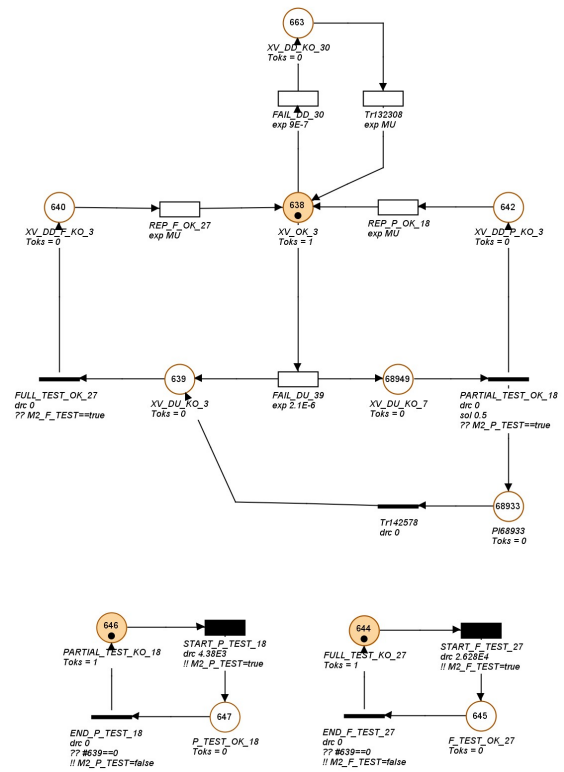 663
XV_DD_KO_30
Toks = 0
FAIL_DD_30
exp 9E-7
Tr132308
exp MU
640
XV_DD_F_KO_3
Toks = 0
REP_F_OK_27
exp MU
638
XV_OK_3
Toks = 1
REP_P_OK_18
exp MU
642
XV_DD_P_KO_3
Toks = 0
FULL_TEST_OK_27
drc 0
?? M2_F_TEST==true
639
XV_DU_KO_3
Toks = 0
FAIL_DU_39
exp 2.1E-6
68949
XV_DU_KO_7
Toks = 0
PARTIAL_TEST_OK_18
drc 0
sol 0.5
?? M2_P_TEST==true
Tr142578
drc 0
68933
Pl68933
Toks = 0
646
PARTIAL_TEST_KO_18
Toks = 1
START_P_TEST_18
drc 4.38E3
!! M2_P_TEST=true
END_P_TEST_18
drc 0
?? #639==0
!! M2_P_TEST=false
647
P_TEST_OK_18
Toks = 0
644
FULL_TEST_KO_27
Toks = 1
START_F_TEST_27
drc 2.628E4
!! M2_F_TEST=true
END_F_TEST_27
drc 0
?? #639==0
!! M2_F_TEST=false
645
F_TEST_OK_27
Toks = 0